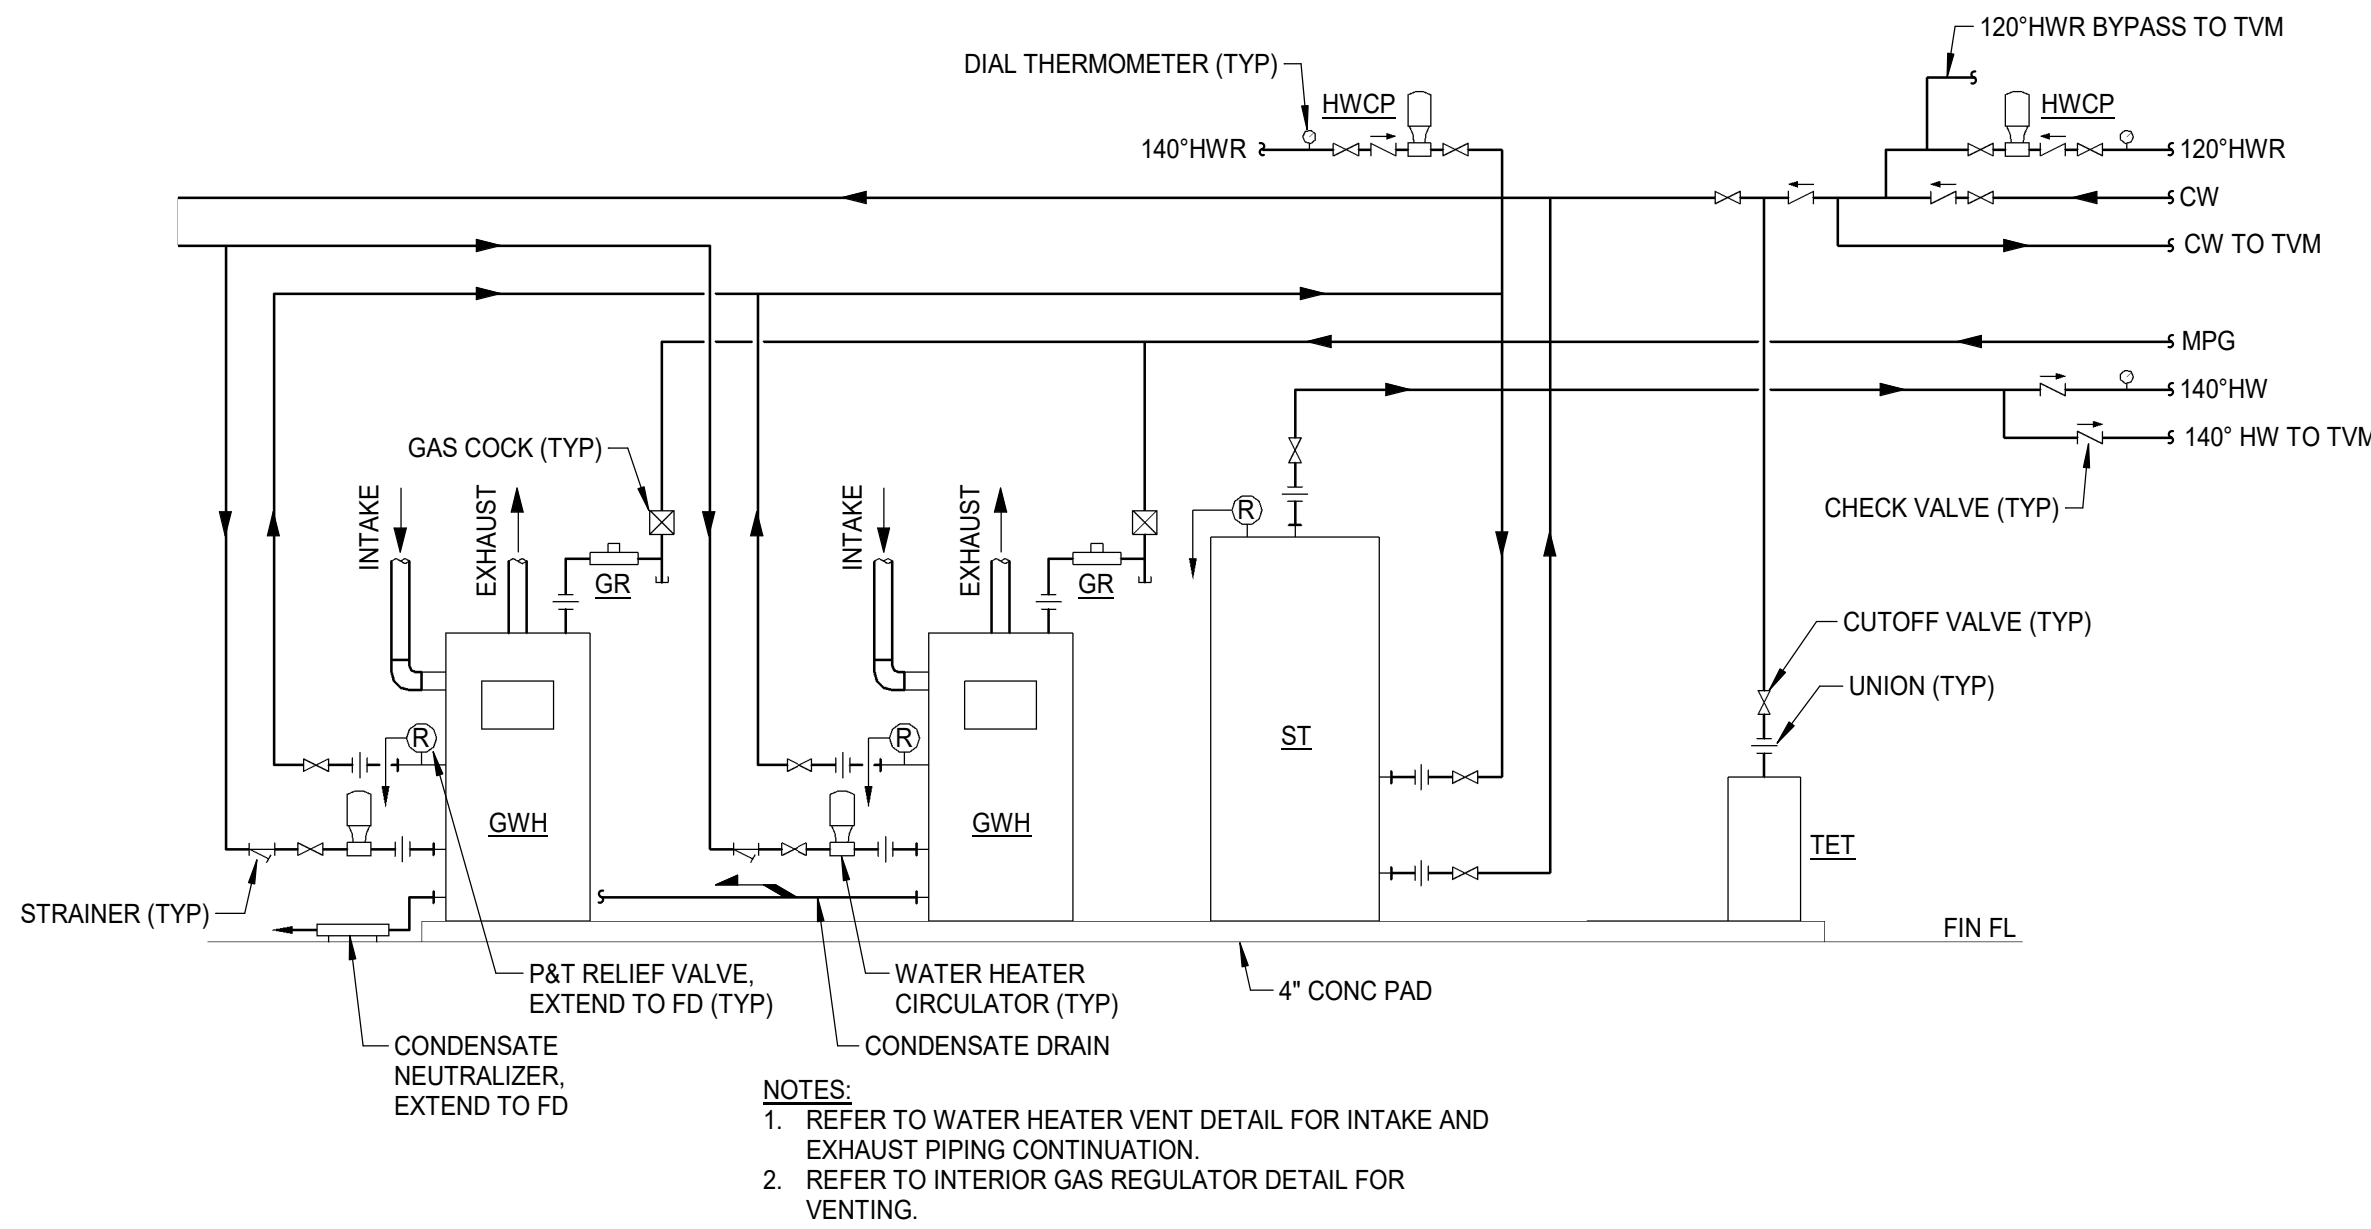 120°HWR BYPASS TO TVM
DIAL THERMOMETER (TYP)
HWCP
HWCP
140°HWR
120°HWR
CW
CW TO TVM
MPG
140°HW
140° HW TO TVM
GAS COCK (TYP)
INTAKE
EXHAUST
INTAKE
EXHAUST
R
CHECK VALVE (TYP)
GR
GR
CUTOFF VALVE (TYP)
UNION (TYP)
R
R
ST
GWH
GWH
TET
STRAINER (TYP)
FIN FL
P&T RELIEF VALVE,
EXTEND TO FD (TYP)
WATER HEATER
CIRCULATOR (TYP)
4" CONC PAD
CONDENSATE
NEUTRALIZER,
EXTEND TO FD
CONDENSATE DRAIN
NOTES:
1. REFER TO WATER HEATER VENT DETAIL FOR INTAKE AND
EXHAUST PIPING CONTINUATION.
2. REFER TO INTERIOR GAS REGULATOR DETAIL FOR
VENTING.